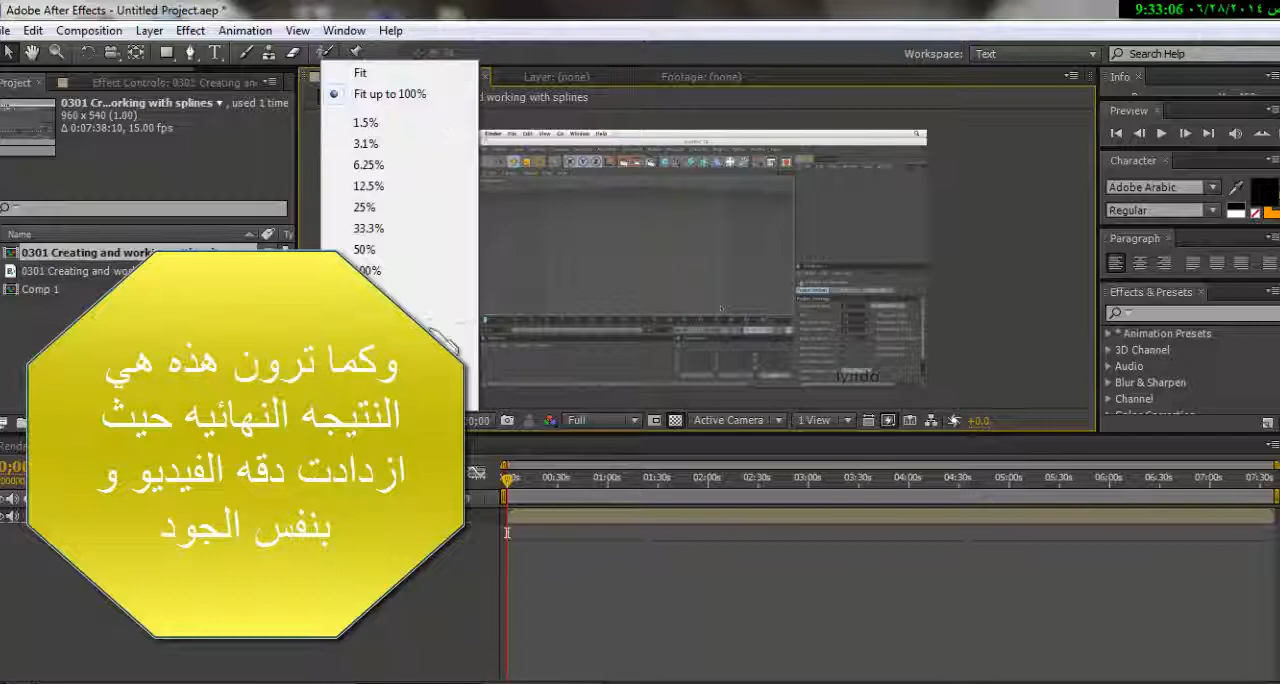 Adobe After Effects - Untitled Project.aep *
9:33:06 ٠٦/٢٨/٢٠١٤
Edit Composition Layer Effect Animation View Window Help
Workspace: Text
Search Help
Project
Effect Controls: 0301 Creating an
Layer: (none)
Footage: (none)
Info
0301 Cr...orking with splines ▾ , used 1 time
960 x 540 (1.00)
Δ 0:07:38:10, 15.00 fps
Fit
Fit up to 100%
1.5%
3.1%
6.25%
12.5%
25%
33.3%
50%
working with splines
Preview
Character
Adobe Arabic
Regular
Paragraph
Effects & Presets
* Animation Presets
3D Channel
Audio
Blur & Sharpen
Channel
Name
0301 Creating and
0301 Creating and
Comp 1
وكما ترون هذه هي
النتيجه النهائيه حيث
ازدادت دقه الفيديو و
بنفس الجود
Full
Active Camera
1 View
+0.0
00:30s 01:00s 01:30s 02:00s 02:30s 03:00s 03:30s 04:00s 04:30s 05:00s 05:30s 06:00s 06:30s 07:00s 07:30s